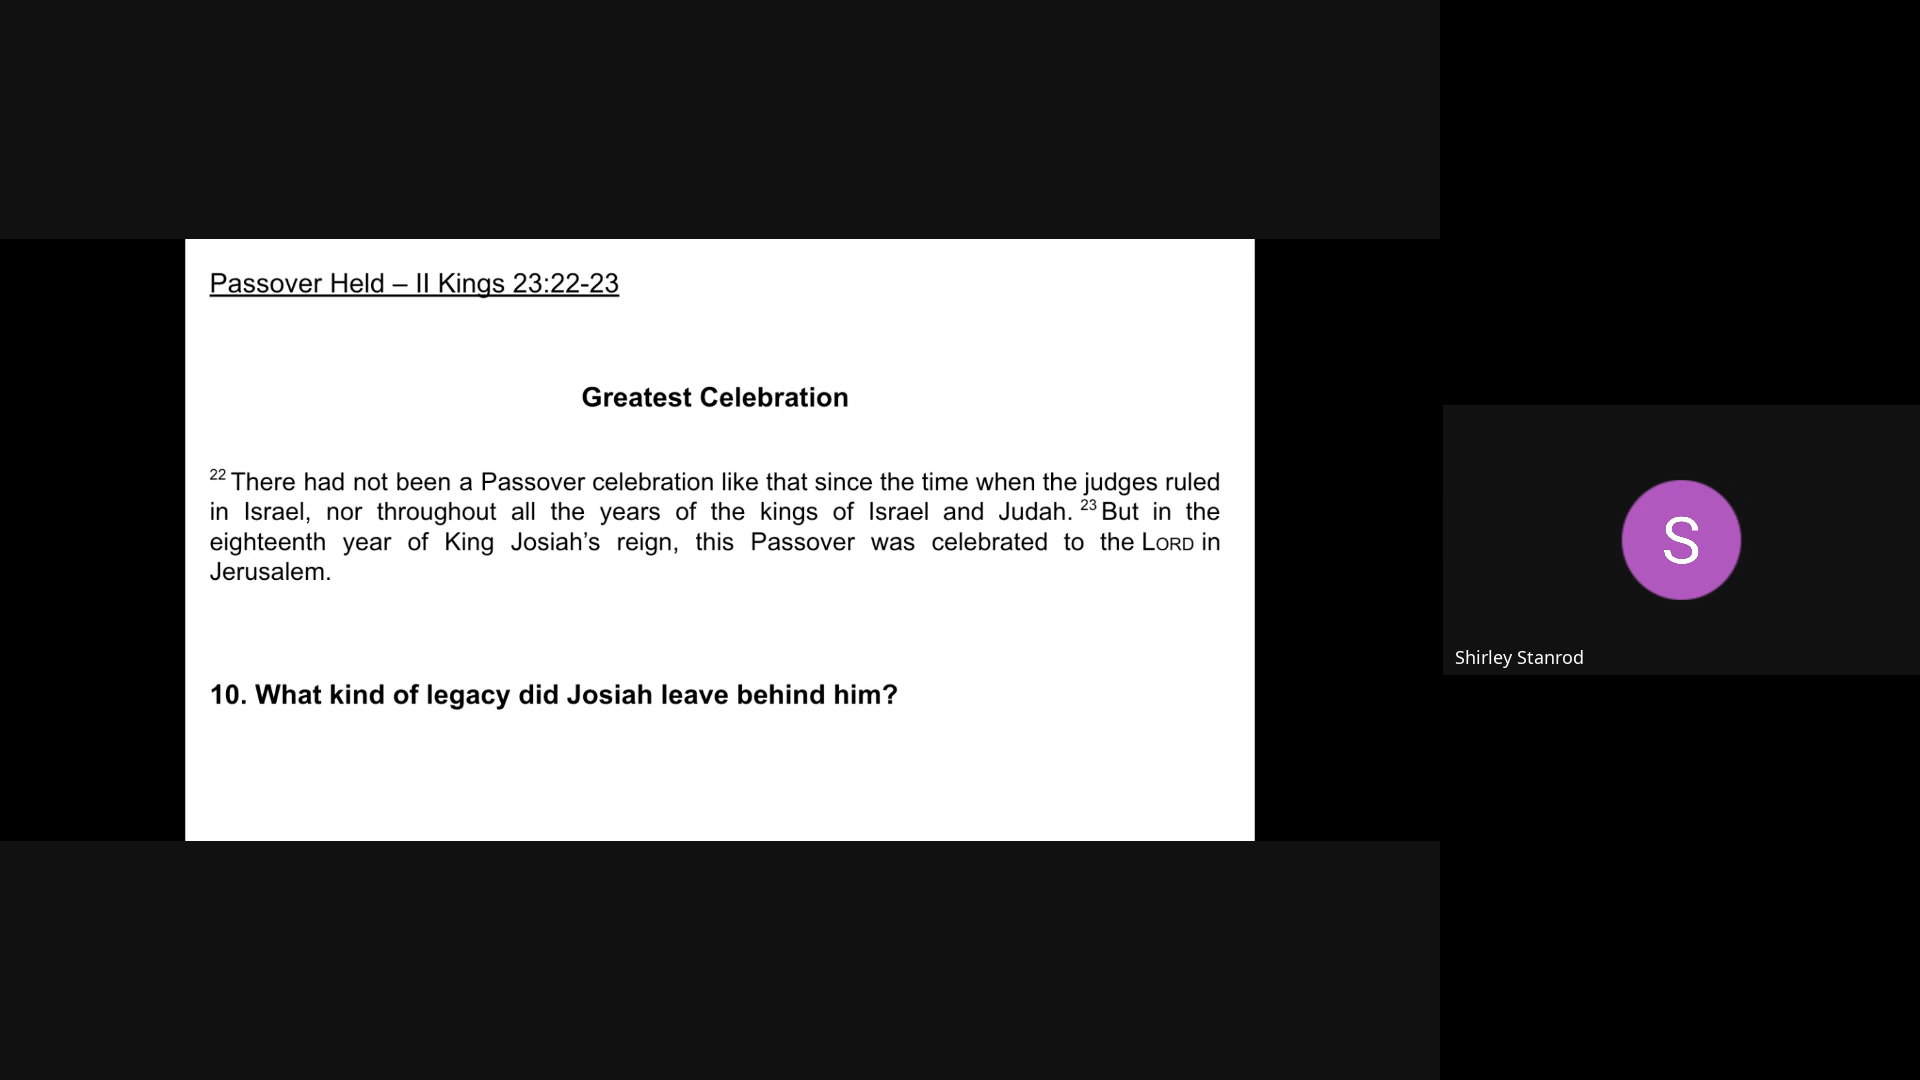 Passover Held – II Kings 23:22-23
Greatest Celebration
22 There had not been a Passover celebration like that since the time when the judges ruled
in Israel, nor throughout all the years of the kings of Israel and Judah. 23 But in the
eighteenth year of King Josiah’s reign, this Passover was celebrated to the LORD in
Jerusalem.
10. What kind of legacy did Josiah leave behind him?
S
Shirley Stanrod